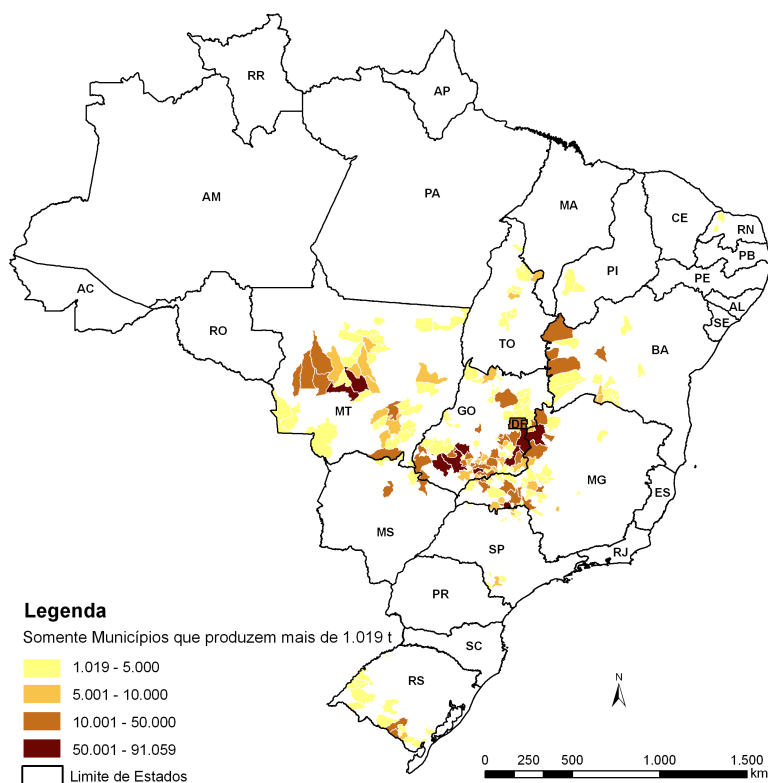 RR
AP
AM
PA
MA
CE
RN
PB
PE
AL
SE
PI
AC
RO
TO
BA
MT
GO
DF
MG
ES
MS
SP
RJ
PR
SC
RS
Legenda
Somente Municípios que produzem mais de 1.019 t
1.019 - 5.000
5.001 - 10.000
10.001 - 50.000
50.001 - 91.059
Limite de Estados
N
0 250 500 1.000 1.500
km